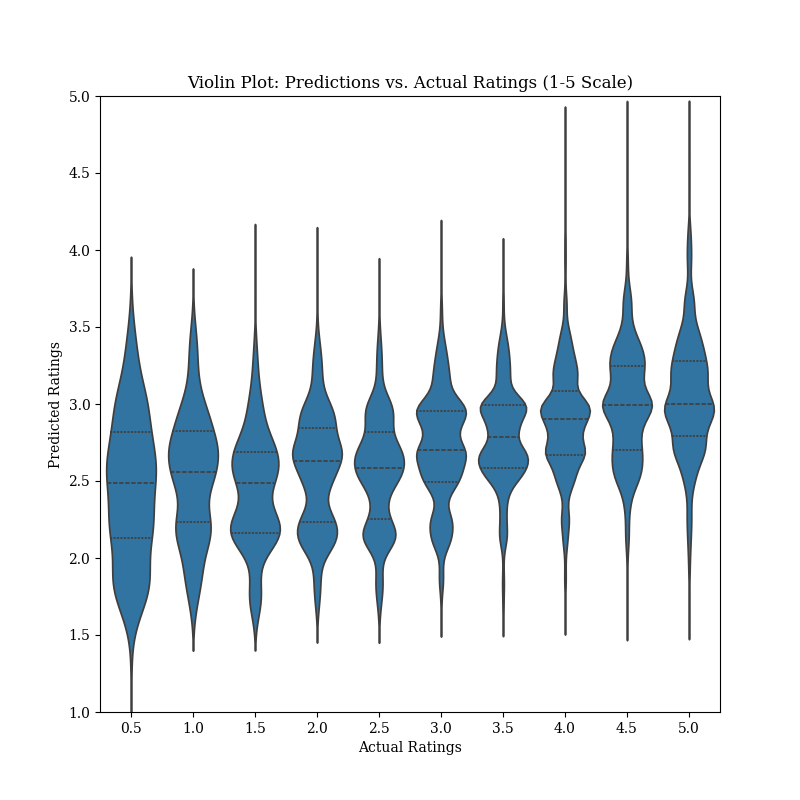 Violin Plot: Predictions vs. Actual Ratings (1-5 Scale)
5.0
4.5
4.0
3.5
3.0
2.5
2.0
1.5
1.0
Predicted Ratings
0.5 1.0 1.5 2.0 2.5 3.0 3.5 4.0 4.5 5.0
Actual Ratings